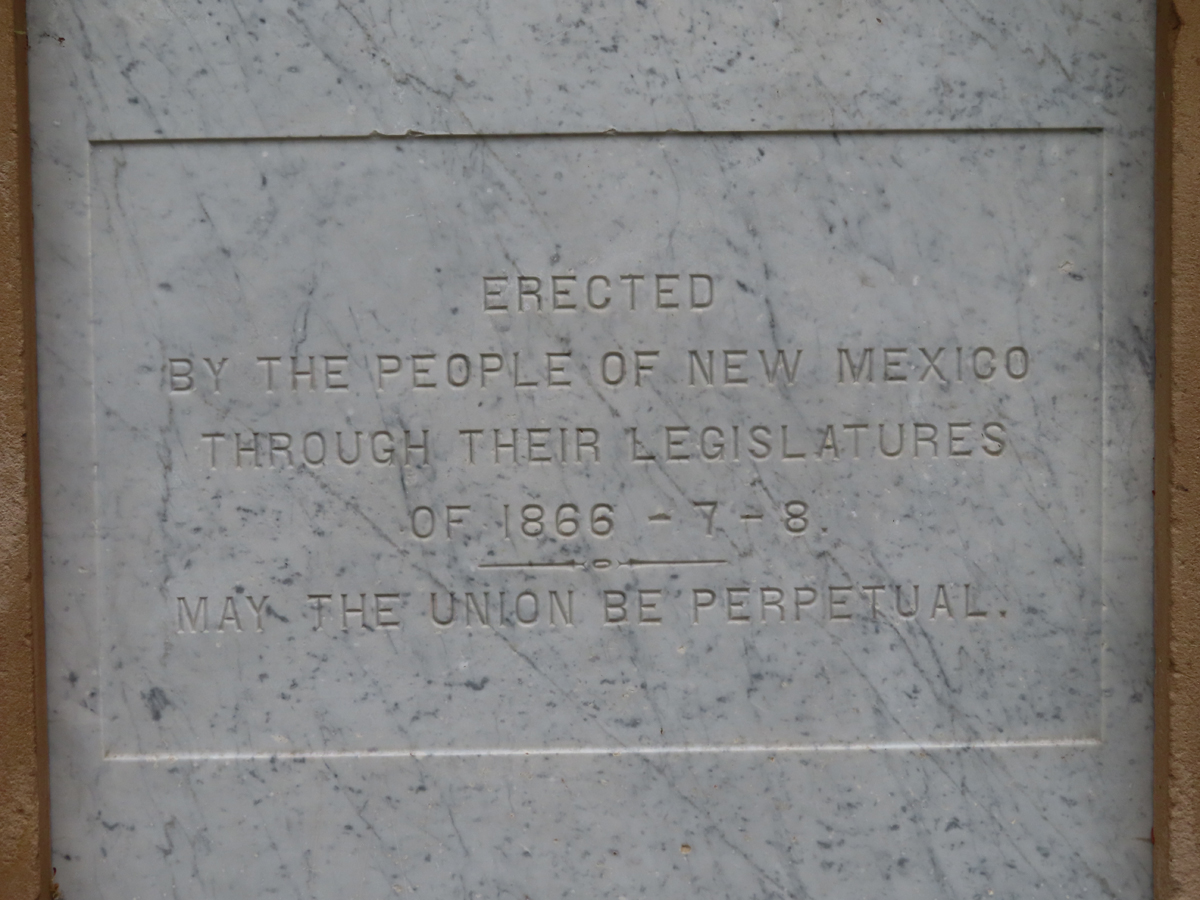 ERECTED
BY THE PEOPLE OF NEW MEXICO
THROUGH THEIR LEGISLATURES
OF 1866 - 7 - 8.
MAY THE UNION BE PERPETUAL.